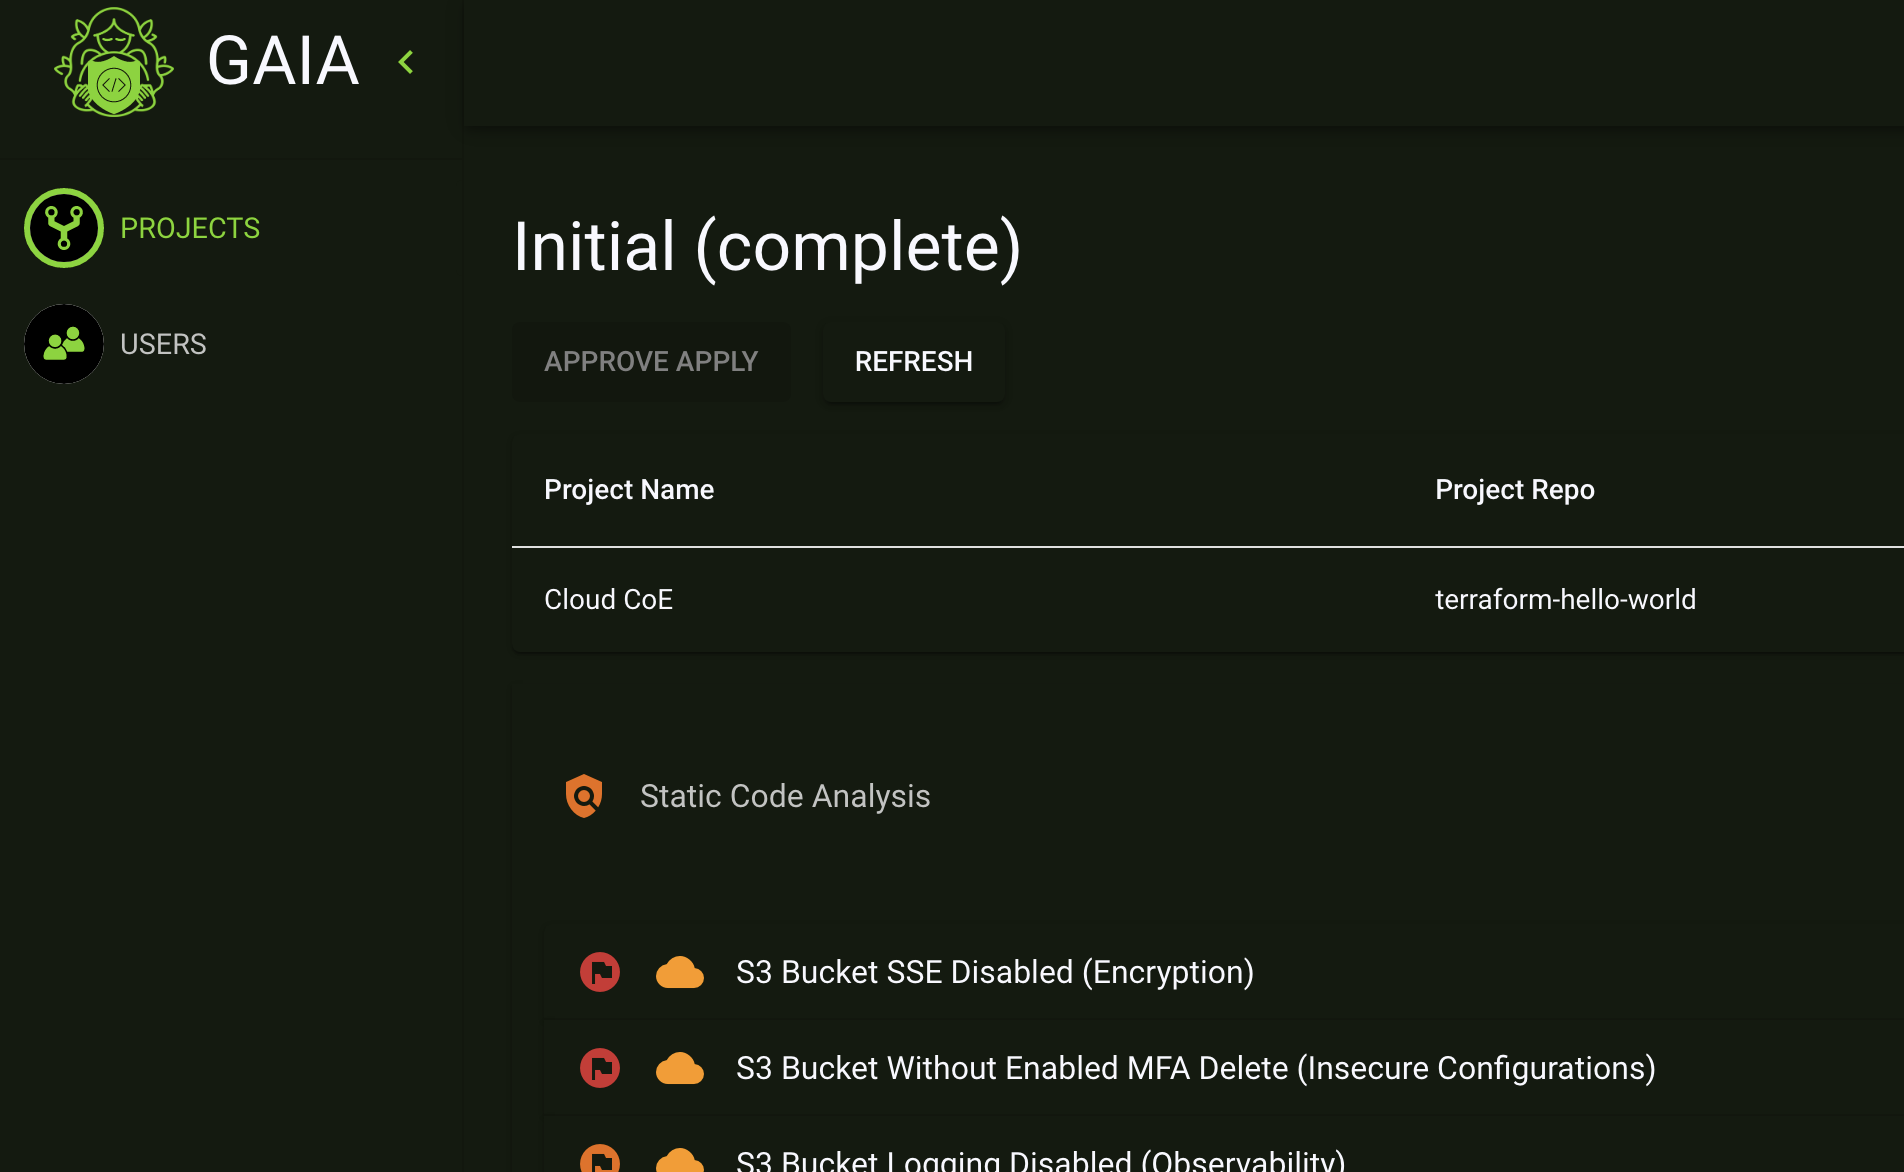 GAIA
PROJECTS
USERS
Initial (complete)
APPROVE APPLY REFRESH
Project Name Project Repo
Cloud CoE terraform-hello-world
Static Code Analysis
S3 Bucket SSE Disabled (Encryption)
S3 Bucket Without Enabled MFA Delete (Insecure Configurations)
S3 Bucket Logging Disabled (Observability)